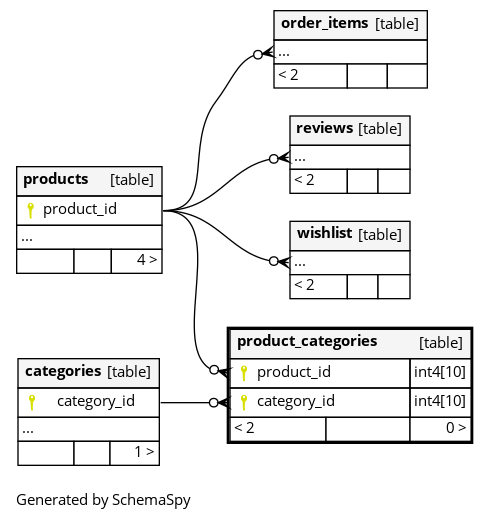 order_items [table]
...
< 2
reviews [table]
...
< 2
products [table]
product_id
...
4 >
wishlist [table]
...
< 2
product_categories [table]
product_id int4[10]
category_id int4[10]
< 2 0 >
categories [table]
category_id
...
1 >
Generated by SchemaSpy